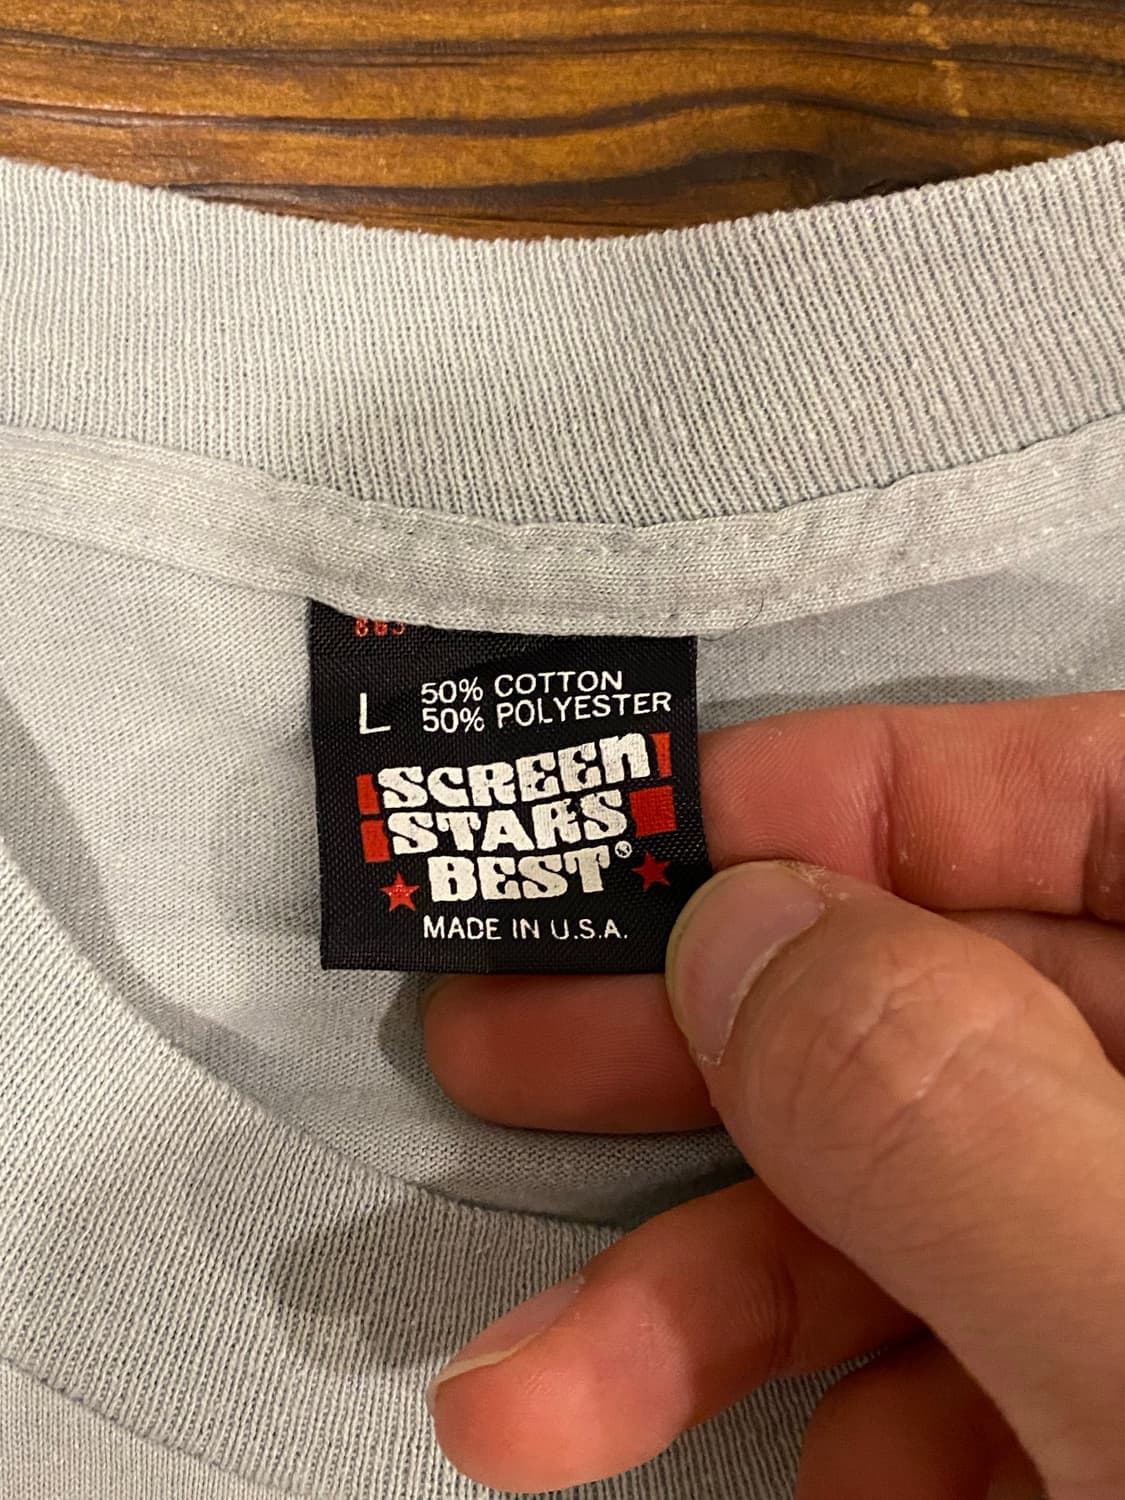 L 50% COTTON
50% POLYESTER
SCREEN
STARS
BEST®
MADE IN U.S.A.